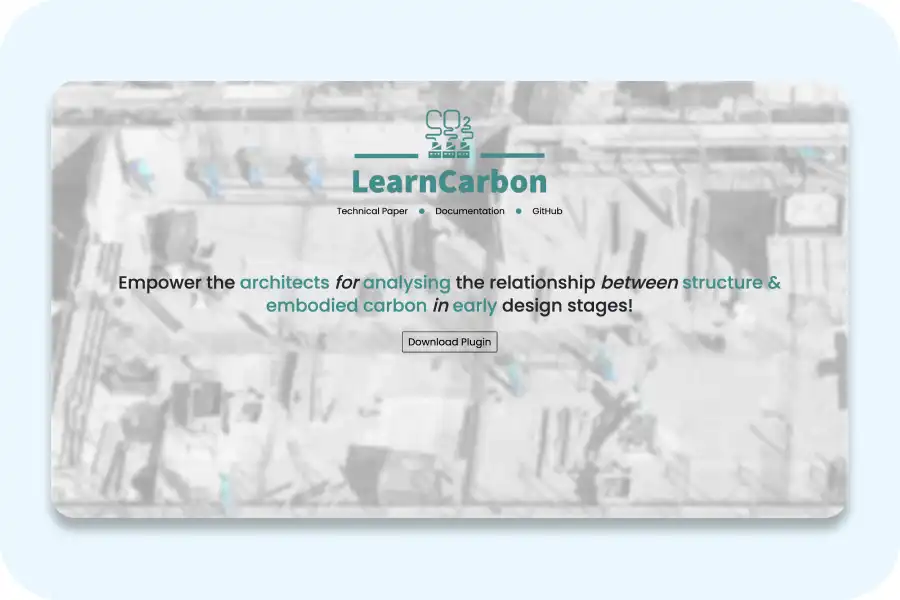 CO2
LearnCarbon
Technical Paper • Documentation • GitHub
Empower the architects for analysing the relationship between structure &
embodied carbon in early design stages!
Download Plugin